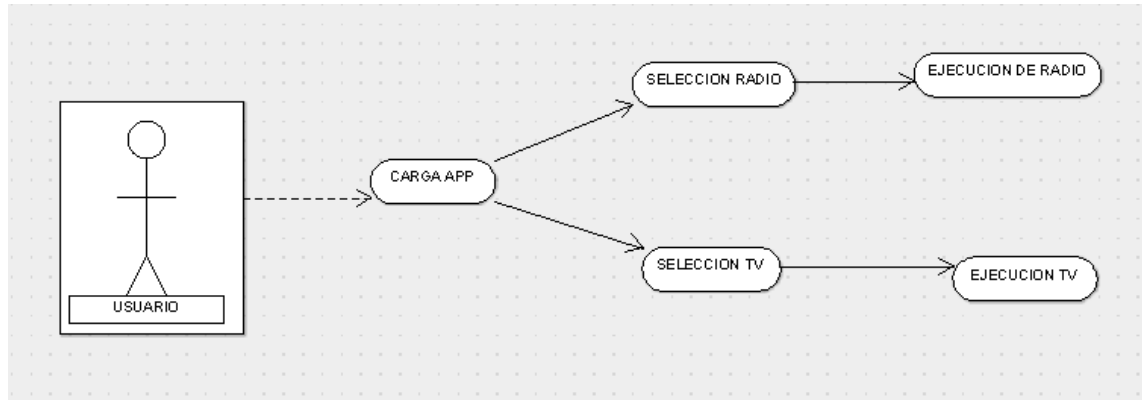 SELECCION RADIO
EJECUCION DE RADIO
CARGA APP
SELECCION TV
EJECUCION TV
USUARIO